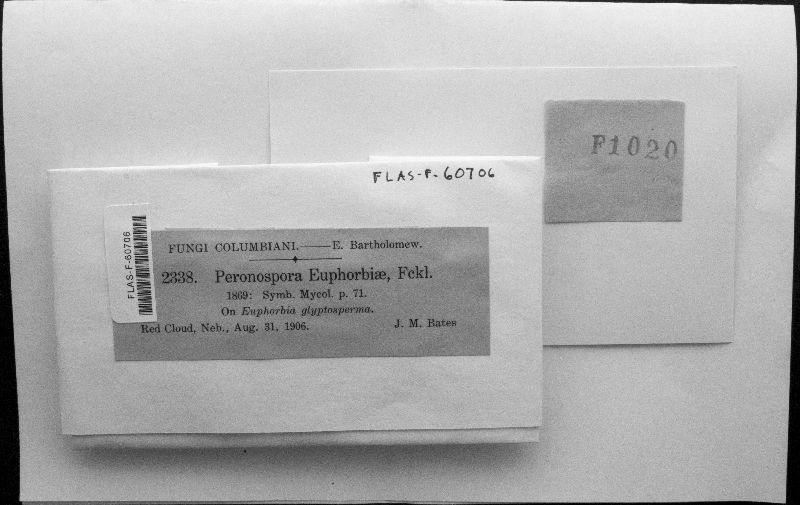 F1020
FLAS-F-60706
FLAS-F-60706
FUNGI COLUMBIANI.——E. Bartholomew.
2338. Peronospora Euphorbiæ, Fckl.
1869: Symb. Mycol. p. 71.
On Euphorbia glyptosperma.
Red Cloud, Neb., Aug. 31, 1906. J. M. Bates